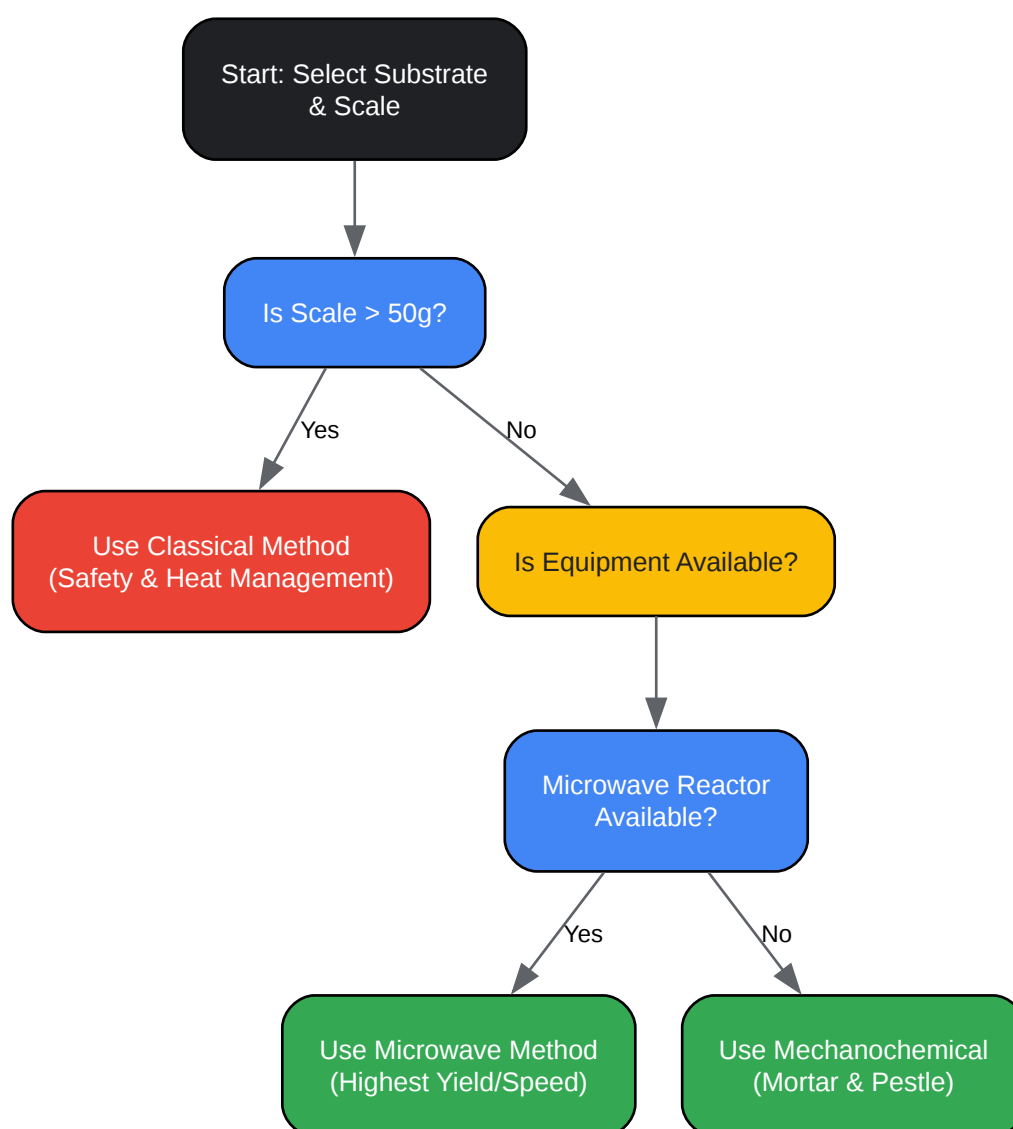 Start: Select Substrate
& Scale
Is Scale > 50g?
Yes
No
Use Classical Method
(Safety & Heat Management)
Is Equipment Available?
Microwave Reactor
Available?
Yes
No
Use Microwave Method
(Highest Yield/Speed)
Use Mechanochemical
(Mortar & Pestle)